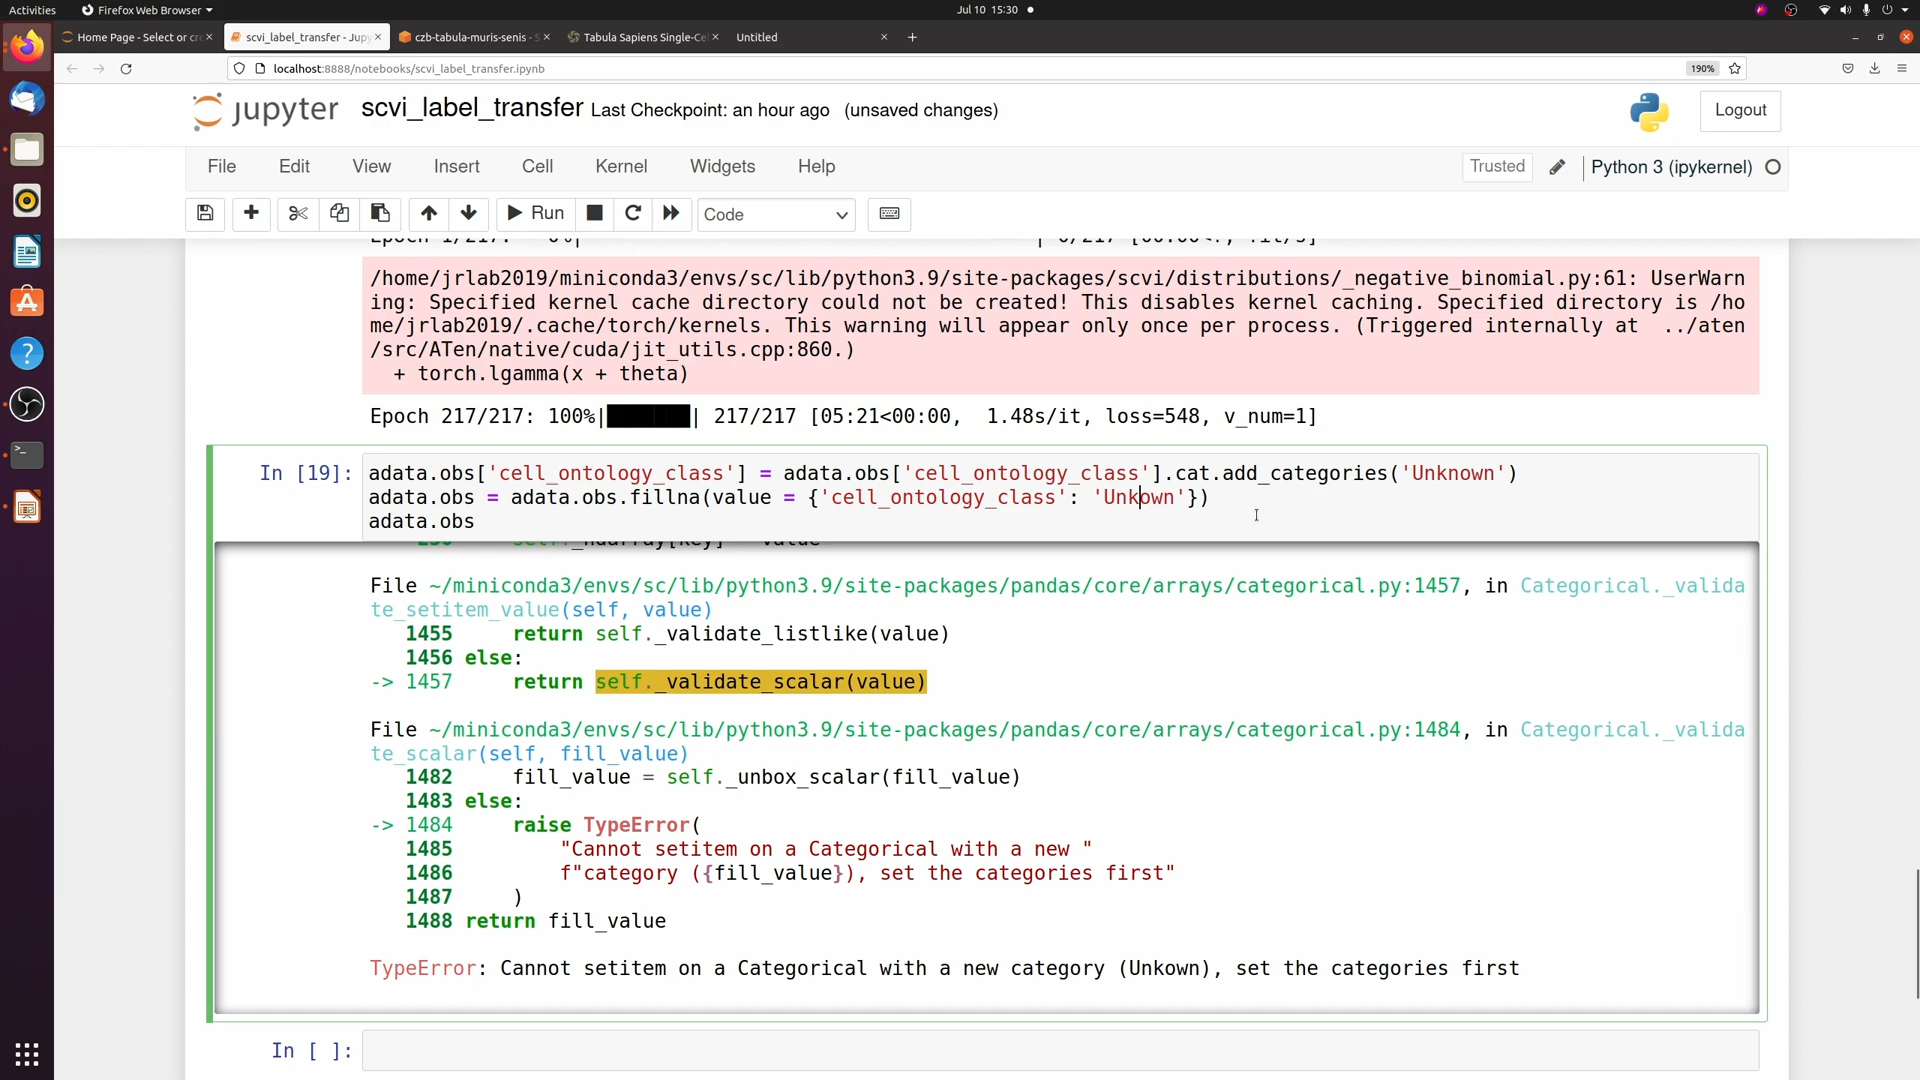 Activities
Firefox Web Browser
Jul 10 15:30
Home Page - Select or cr
scvi_label_transfer - Jupy
czb-tabula-muris-senis - S
Tabula Sapiens Single-Ce
Untitled
localhost:8888/notebooks/scvi_label_transfer.ipynb
190%
jupyter
scvi_label_transfer Last Checkpoint: an hour ago (unsaved changes)
Logout
File Edit View Insert Cell Kernel Widgets Help
Trusted
Python 3 (ipykernel)
Run
Code
/home/jrlab2019/miniconda3/envs/sc/lib/python3.9/site-packages/scvi/distributions/_negative_binomial.py:61: UserWarn
ing: Specified kernel cache directory could not be created! This disables kernel caching. Specified directory is /ho
me/jrlab2019/.cache/torch/kernels. This warning will appear only once per process. (Triggered internally at  ../aten
/src/ATen/native/cuda/jit_utils.cpp:860.)
+ torch.lgamma(x + theta)
Epoch 217/217: 100%|███████| 217/217 [05:21<00:00,  1.48s/it, loss=548, v_num=1]
In [19]:
adata.obs['cell_ontology_class'] = adata.obs['cell_ontology_class'].cat.add_categories('Unknown')
adata.obs = adata.obs.fillna(value = {'cell_ontology_class': 'Unkown'})
adata.obs
File ~/miniconda3/envs/sc/lib/python3.9/site-packages/pandas/core/arrays/categorical.py:1457, in Categorical._valida
te_setitem_value(self, value)
1455     return self._validate_listlike(value)
1456 else:
-> 1457     return self._validate_scalar(value)
File ~/miniconda3/envs/sc/lib/python3.9/site-packages/pandas/core/arrays/categorical.py:1484, in Categorical._valida
te_scalar(self, fill_value)
1482     fill_value = self._unbox_scalar(fill_value)
1483 else:
-> 1484     raise TypeError(
1485         "Cannot setitem on a Categorical with a new "
1486         f"category ({fill_value}), set the categories first"
1487     )
1488 return fill_value
TypeError: Cannot setitem on a Categorical with a new category (Unkown), set the categories first
In [ ]: